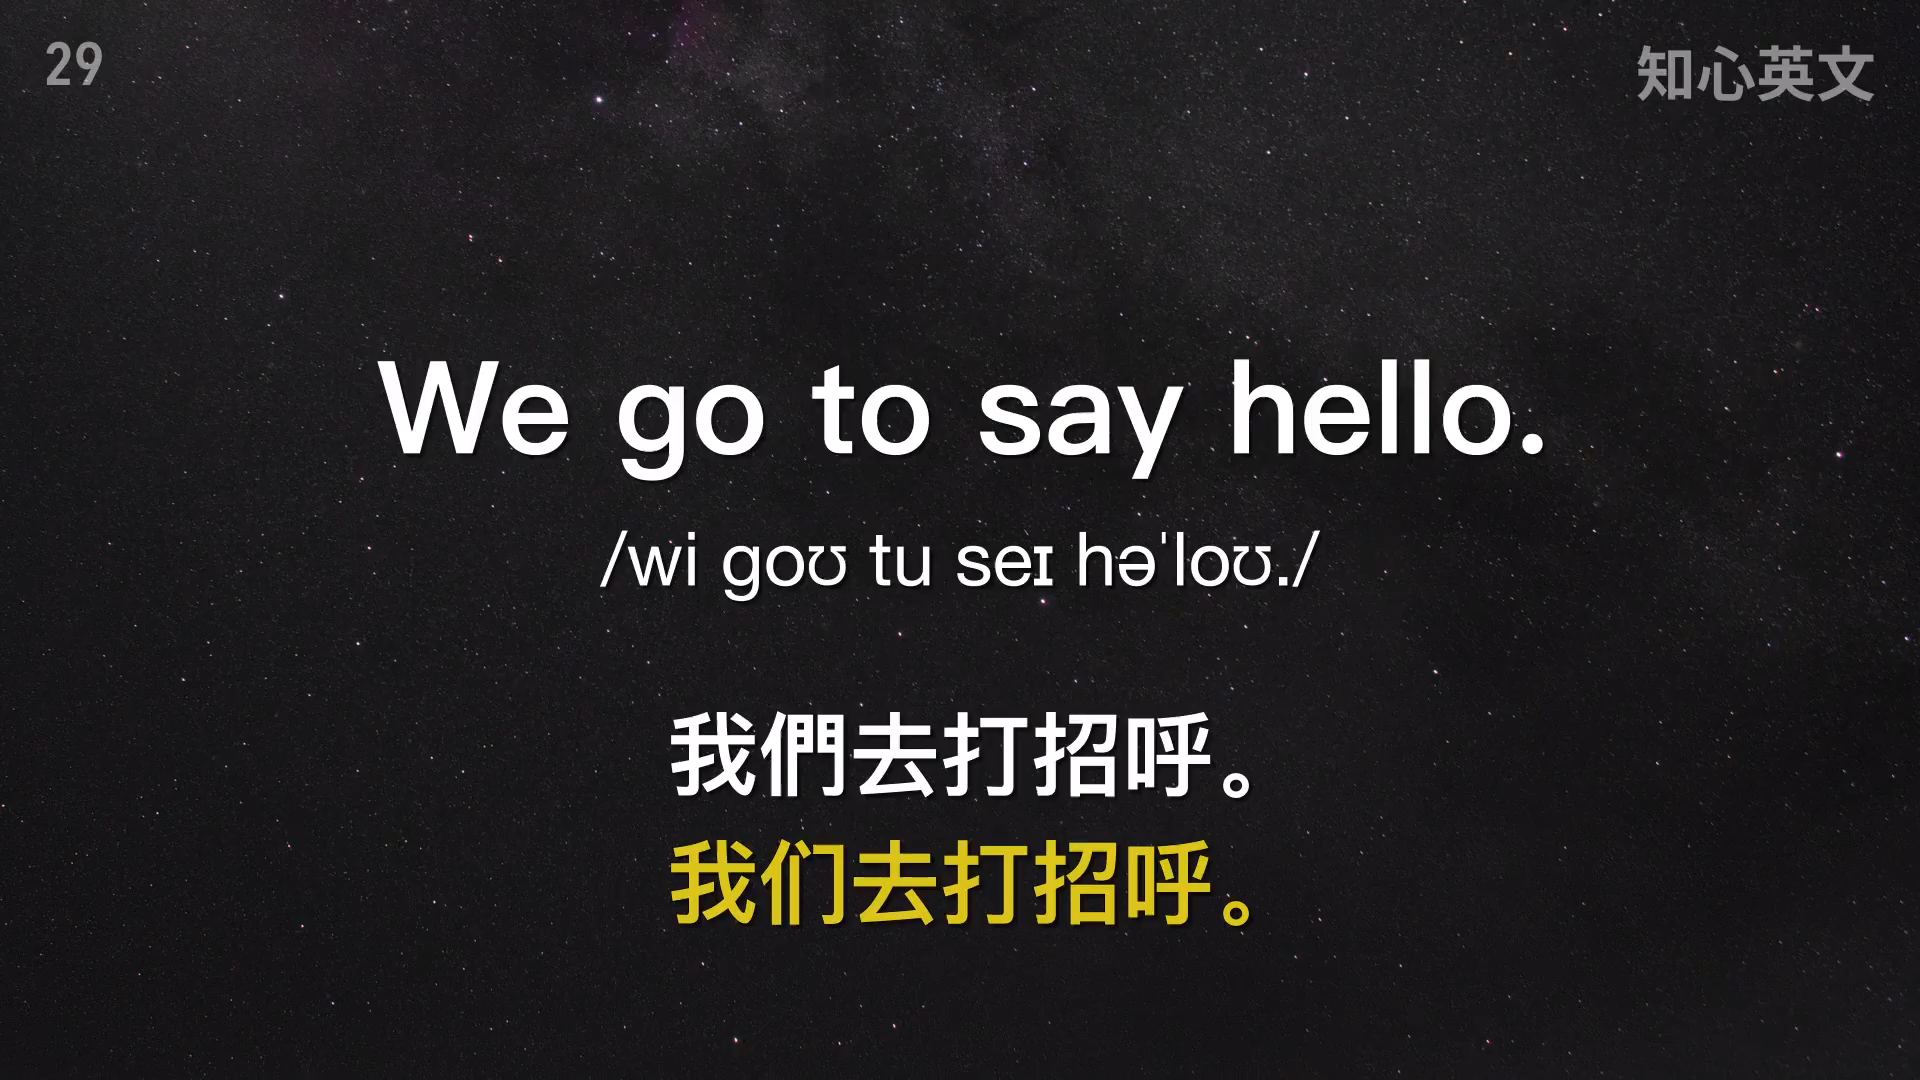 29
知心英文
We go to say hello.
/wi goʊ tu seɪ həˈloʊ./
我們去打招呼。
我们去打招呼。